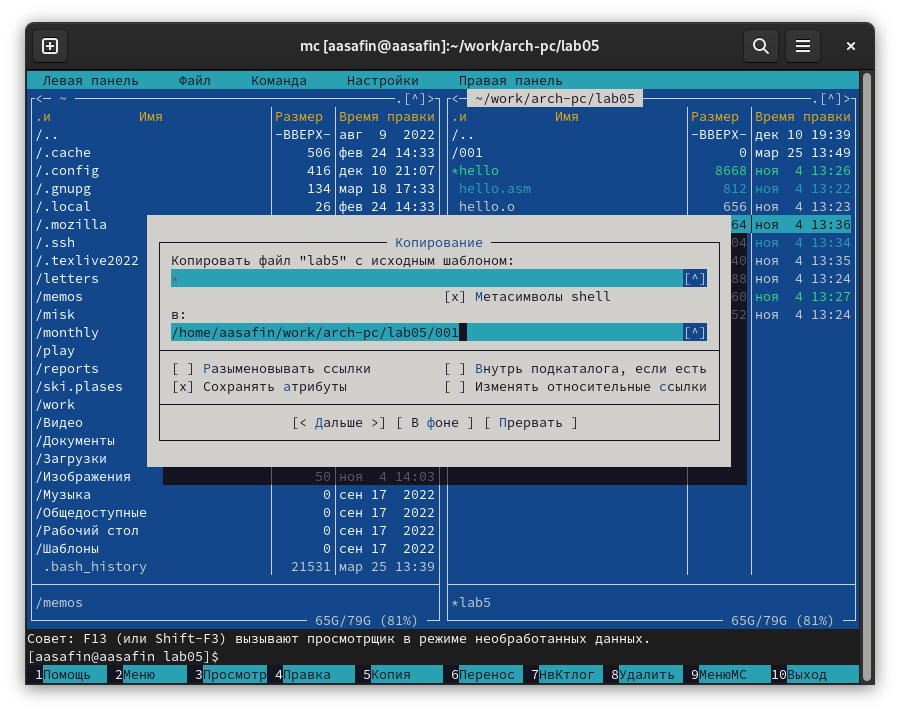 mc [aasafin@aasafin]:~/work/arch-pc/lab05
Левая панель Файл Команда Настройки Правая панель
<─ ~ .[^]>
.и Имя Размер Время правки
/.. -ВВЕРХ- авг 9 2022
/.cache 506 фев 24 14:33
/.config 416 дек 10 21:07
/.gnupg 134 мар 18 17:33
/.local 26 фев 24 14:33
/.mozilla
/.ssh
/.texlive2022
/letters
/memos
/misk
/monthly
/play
/reports
/ski.plases
/work
/Видео
/Документы
/Загрузки
/Изображения 50 ноя 4 14:03
/Музыка 0 сен 17 2022
/Общедоступные 0 сен 17 2022
/Рабочий стол 0 сен 17 2022
/Шаблоны 0 сен 17 2022
.bash_history 21531 мар 25 13:39
/memos
65G/79G (81%)
<─ ~/work/arch-pc/lab05 .[^]>
.и Имя Размер Время правки
/.. -ВВЕРХ- дек 10 19:39
/001 0 мар 25 13:49
*hello 8668 ноя 4 13:26
hello.asm 812 ноя 4 13:22
hello.o 656 ноя 4 13:23
64 ноя 4 13:36
04 ноя 4 13:34
40 ноя 4 13:35
88 ноя 4 13:24
60 ноя 4 13:27
52 ноя 4 13:24
*lab5
65G/79G (81%)
Копирование
Копировать файл "lab5" с исходным шаблоном:
* [^]
[x] Метасимволы shell
в:
/home/aasafin/work/arch-pc/lab05/001 [^]
[ ] Разыменовывать ссылки [ ] Внутрь подкаталога, если есть
[x] Сохранять атрибуты [ ] Изменять относительные ссылки
[< Дальше >] [ В фоне ] [ Прервать ]
Совет: F13 (или Shift-F3) вызывают просмотрщик в режиме необработанных данных.
[aasafin@aasafin lab05]$
1Помощь 2Меню 3Просмотр 4Правка 5Копия 6Перенос 7НвКтлог 8Удалить 9МенюMC 10Выход